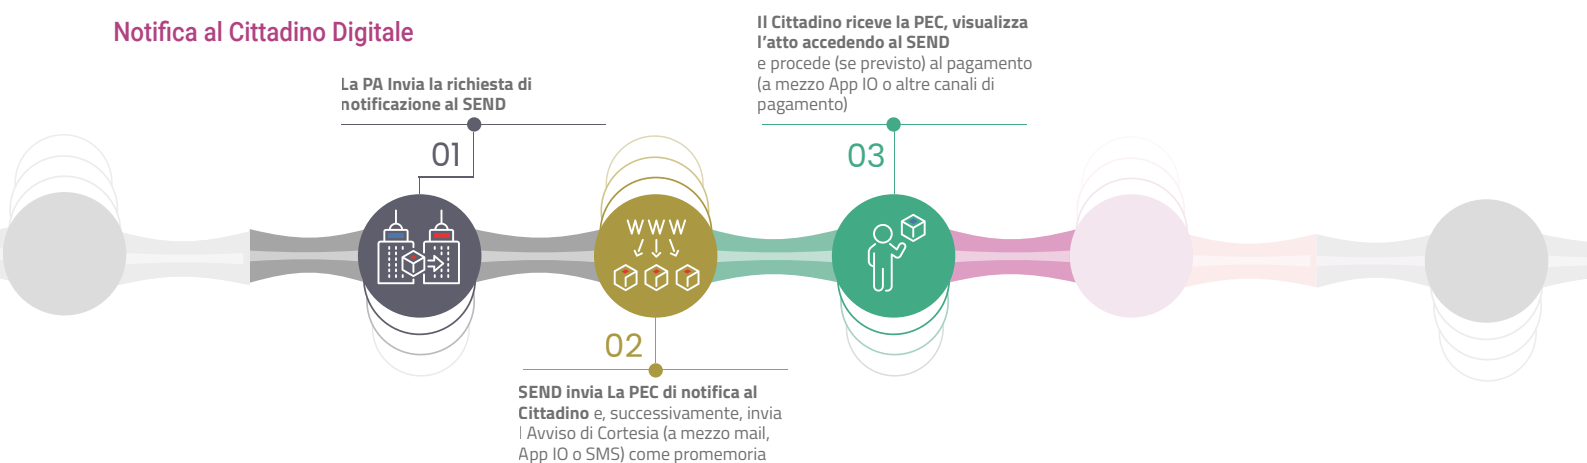 Notifica al Cittadino Digitale
La PA Invia la richiesta di
notificazione al SEND
01
WWW
02
SEND invia La PEC di notifica al
Cittadino e, successivamente, invia
l Avviso di Cortesia (a mezzo mail,
App IO o SMS) come promemoria
Il Cittadino riceve la PEC, visualizza
l’atto accedendo al SEND
e procede (se previsto) al pagamento
(a mezzo App IO o altre canali di
pagamento)
03